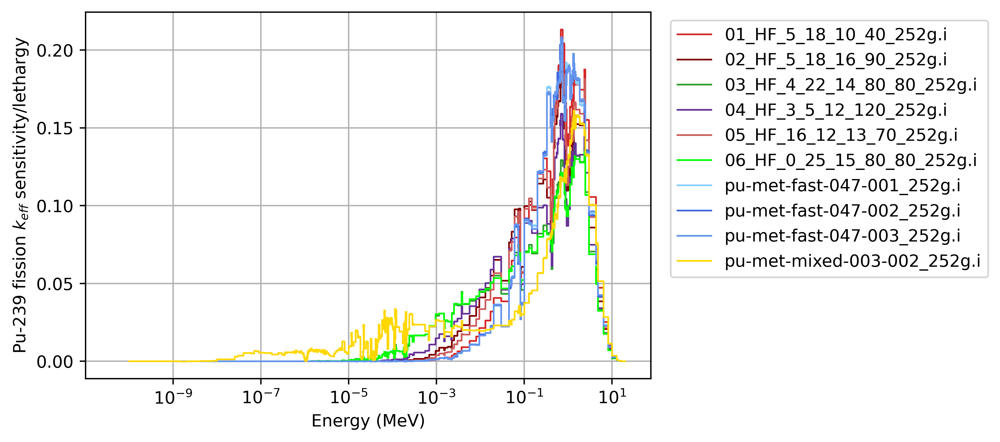 0.20
0.15
0.10
0.05
0.00
Pu-239 fission k_eff sensitivity/lethargy
10^−9
10^−7
10^−5
10^−3
10^−1
10^1
Energy (MeV)
01_HF_5_18_10_40_252g.i
02_HF_5_18_16_90_252g.i
03_HF_4_22_14_80_80_252g.i
04_HF_3_5_12_120_252g.i
05_HF_16_12_13_70_252g.i
06_HF_0_25_15_80_80_252g.i
pu-met-fast-047-001_252g.i
pu-met-fast-047-002_252g.i
pu-met-fast-047-003_252g.i
pu-met-mixed-003-002_252g.i